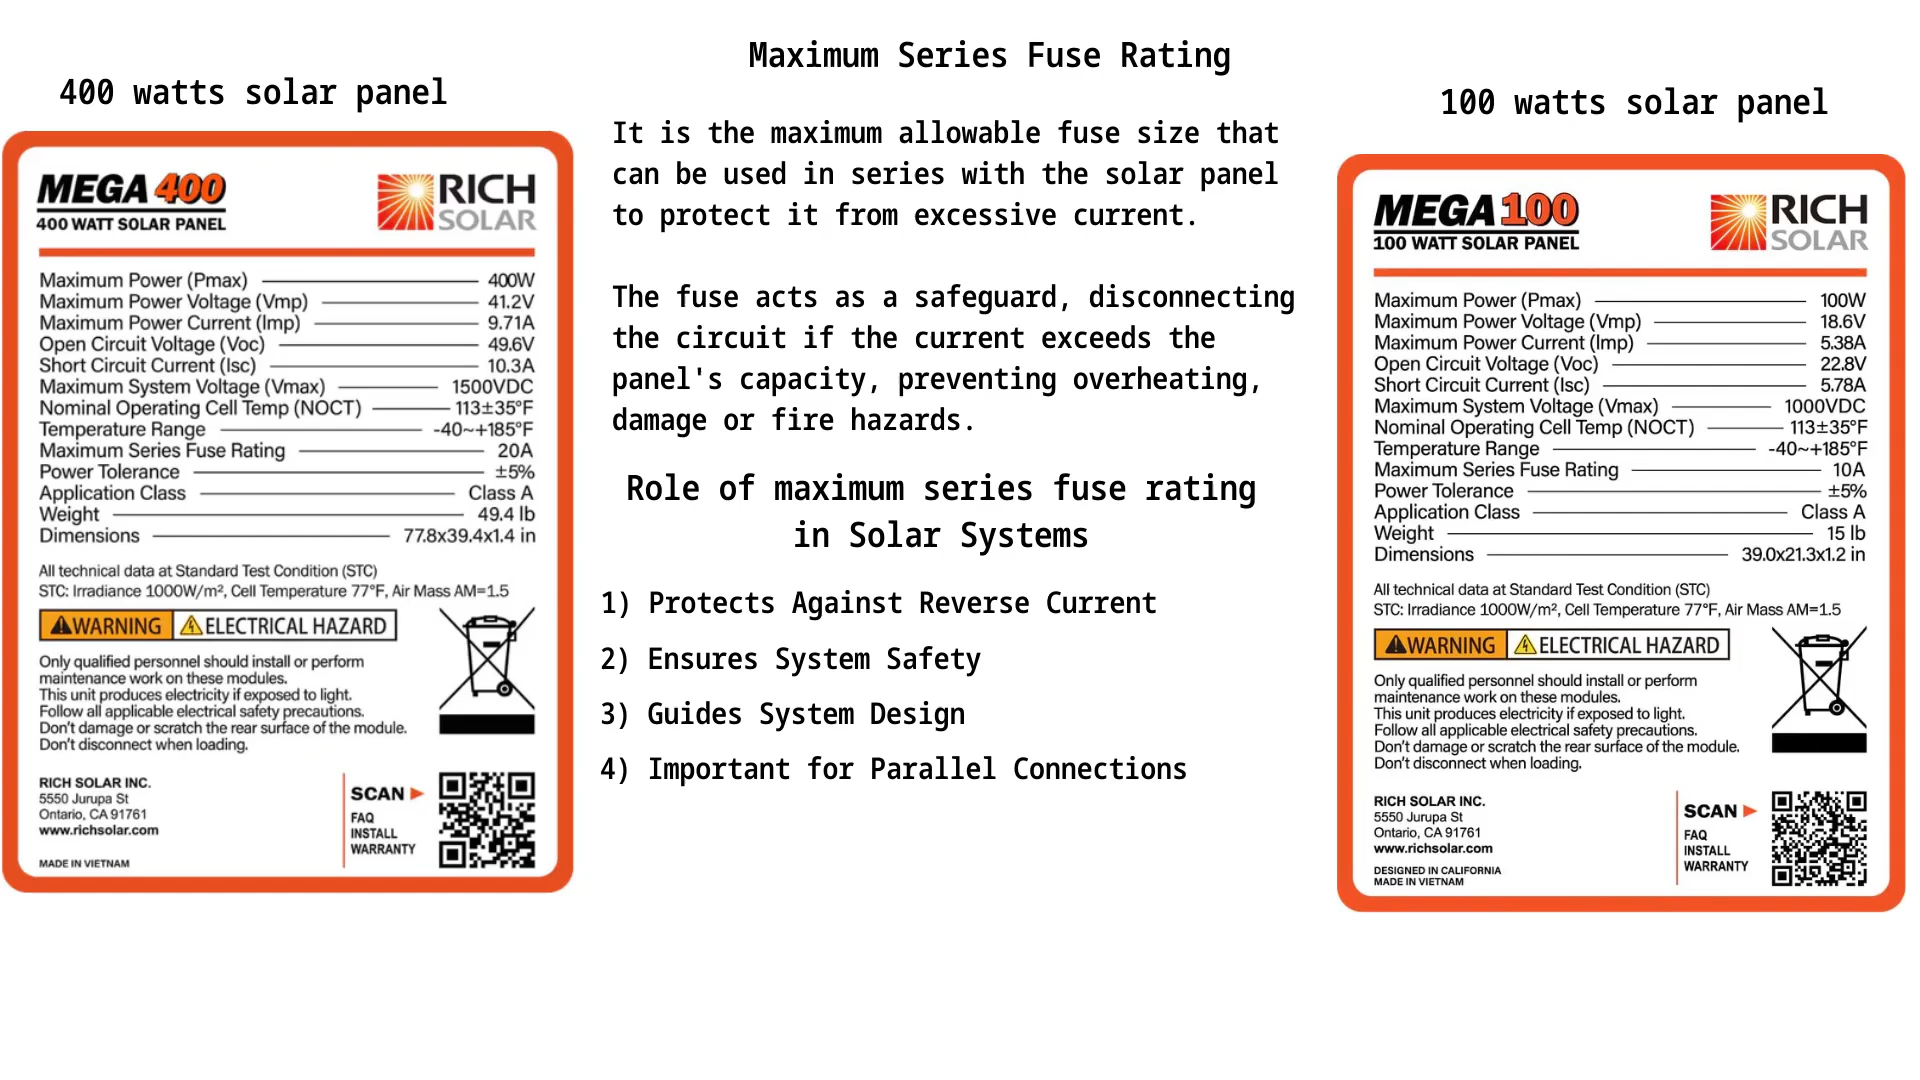 Maximum Series Fuse Rating
400 watts solar panel
MEGA 400
400 WATT SOLAR PANEL
RICH
SOLAR
Maximum Power (Pmax) 400W
Maximum Power Voltage (Vmp) 41.2V
Maximum Power Current (Imp) 9.71A
Open Circuit Voltage (Voc) 49.6V
Short Circuit Current (Isc) 10.3A
Maximum System Voltage (Vmax) 1500VDC
Nominal Operating Cell Temp (NOCT) 113±35°F
Temperature Range -40~+185°F
Maximum Series Fuse Rating 20A
Power Tolerance ±5%
Application Class Class A
Weight 49.4 lb
Dimensions 77.8x39.4x1.4 in
All technical data at Standard Test Condition (STC)
STC: Irradiance 1000W/m², Cell Temperature 77°F, Air Mass AM=1.5
WARNING ELECTRICAL HAZARD
Only qualified personnel should install or perform
maintenance work on these modules.
This unit produces electricity if exposed to light.
Follow all applicable electrical safety precautions.
Don't damage or scratch the rear surface of the module.
Don't disconnect when loading.
RICH SOLAR INC.
5550 Jurupa St
Ontario, CA 91761
www.richsolar.com
MADE IN VIETNAM
SCAN
FAQ
INSTALL
WARRANTY
It is the maximum allowable fuse size that
can be used in series with the solar panel
to protect it from excessive current.
The fuse acts as a safeguard, disconnecting
the circuit if the current exceeds the
panel's capacity, preventing overheating,
damage or fire hazards.
Role of maximum series fuse rating
in Solar Systems
1) Protects Against Reverse Current
2) Ensures System Safety
3) Guides System Design
4) Important for Parallel Connections
100 watts solar panel
MEGA 100
100 WATT SOLAR PANEL
RICH
SOLAR
Maximum Power (Pmax) 100W
Maximum Power Voltage (Vmp) 18.6V
Maximum Power Current (Imp) 5.38A
Open Circuit Voltage (Voc) 22.8V
Short Circuit Current (Isc) 5.78A
Maximum System Voltage (Vmax) 1000VDC
Nominal Operating Cell Temp (NOCT) 113±35°F
Temperature Range -40~+185°F
Maximum Series Fuse Rating 10A
Power Tolerance ±5%
Application Class Class A
Weight 15 lb
Dimensions 39.0x21.3x1.2 in
All technical data at Standard Test Condition (STC)
STC: Irradiance 1000W/m², Cell Temperature 77°F, Air Mass AM=1.5
WARNING ELECTRICAL HAZARD
Only qualified personnel should install or perform
maintenance work on these modules.
This unit produces electricity if exposed to light.
Follow all applicable electrical safety precautions.
Don't damage or scratch the rear surface of the module.
Don't disconnect when loading.
RICH SOLAR INC.
5550 Jurupa St
Ontario, CA 91761
www.richsolar.com
DESIGNED IN CALIFORNIA
MADE IN VIETNAM
SCAN
FAQ
INSTALL
WARRANTY